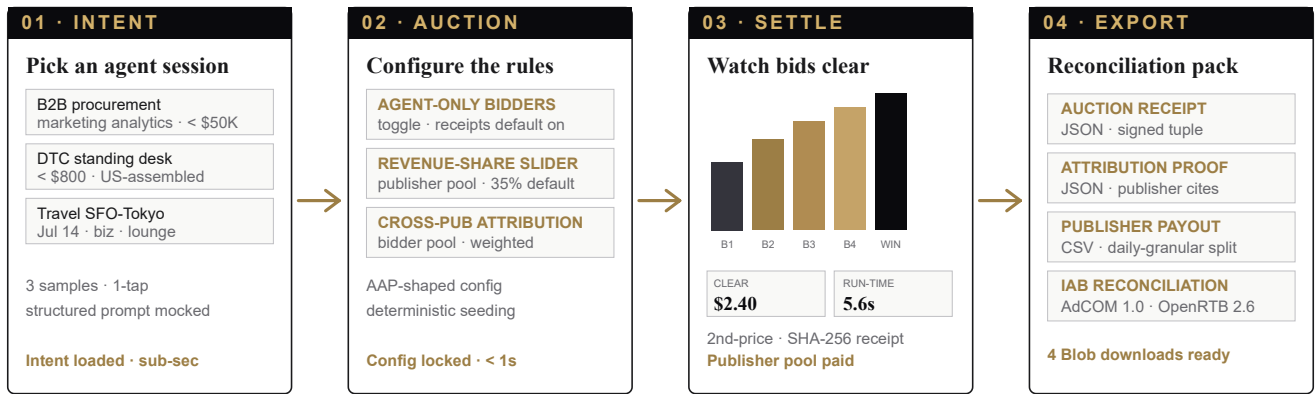 01 · INTENT
Pick an agent session
B2B procurement
marketing analytics · < $50K
DTC standing desk
< $800 · US-assembled
Travel SFO-Tokyo
Jul 14 · biz · lounge
3 samples · 1-tap
structured prompt mocked
Intent loaded · sub-sec
02 · AUCTION
Configure the rules
AGENT-ONLY BIDDERS
toggle · receipts default on
REVENUE-SHARE SLIDER
publisher pool · 35% default
CROSS-PUB ATTRIBUTION
bidder pool · weighted
AAP-shaped config
deterministic seeding
Config locked · < 1s
03 · SETTLE
Watch bids clear
B1 B2 B3 B4 WIN
CLEAR
$2.40
RUN-TIME
5.6s
2nd-price · SHA-256 receipt
Publisher pool paid
04 · EXPORT
Reconciliation pack
AUCTION RECEIPT
JSON · signed tuple
ATTRIBUTION PROOF
JSON · publisher cites
PUBLISHER PAYOUT
CSV · daily-granular split
IAB RECONCILIATION
AdCOM 1.0 · OpenRTB 2.6
4 Blob downloads ready